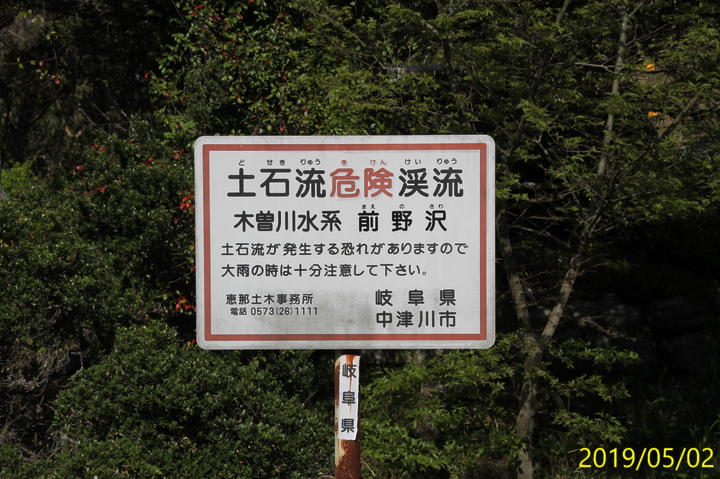 ど せき りゅう き けん けい りゅう
土石流危険渓流
まえ の さわ
木曽川水系 前野沢
土石流が発生する恐れがありますので
大雨の時は十分注意して下さい。
恵那土木事務所 岐阜県
電話 0573(26)1111 中津川市
岐阜県
2019/05/02